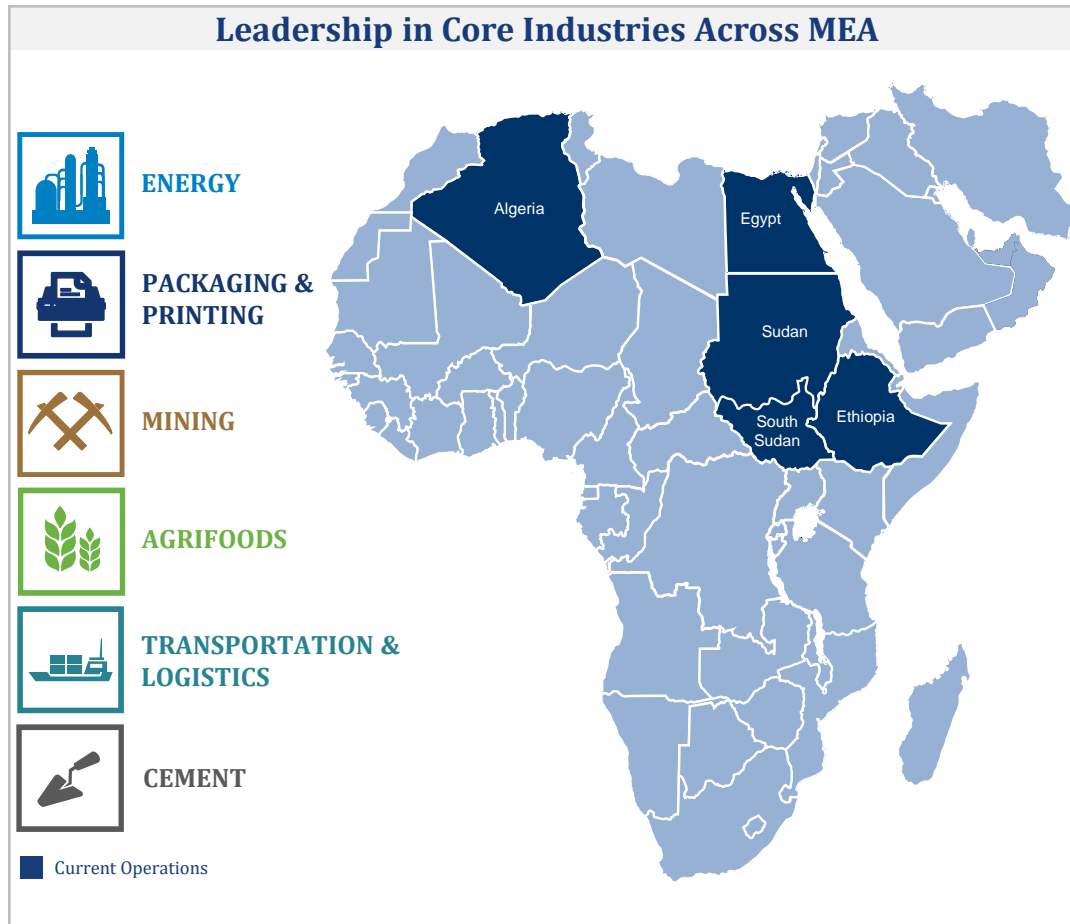 Leadership in Core Industries Across MEA
ENERGY
PACKAGING &
PRINTING
MINING
AGRIFOODS
TRANSPORTATION &
LOGISTICS
CEMENT
Current Operations
Algeria
Egypt
Sudan
South
Sudan
Ethiopia